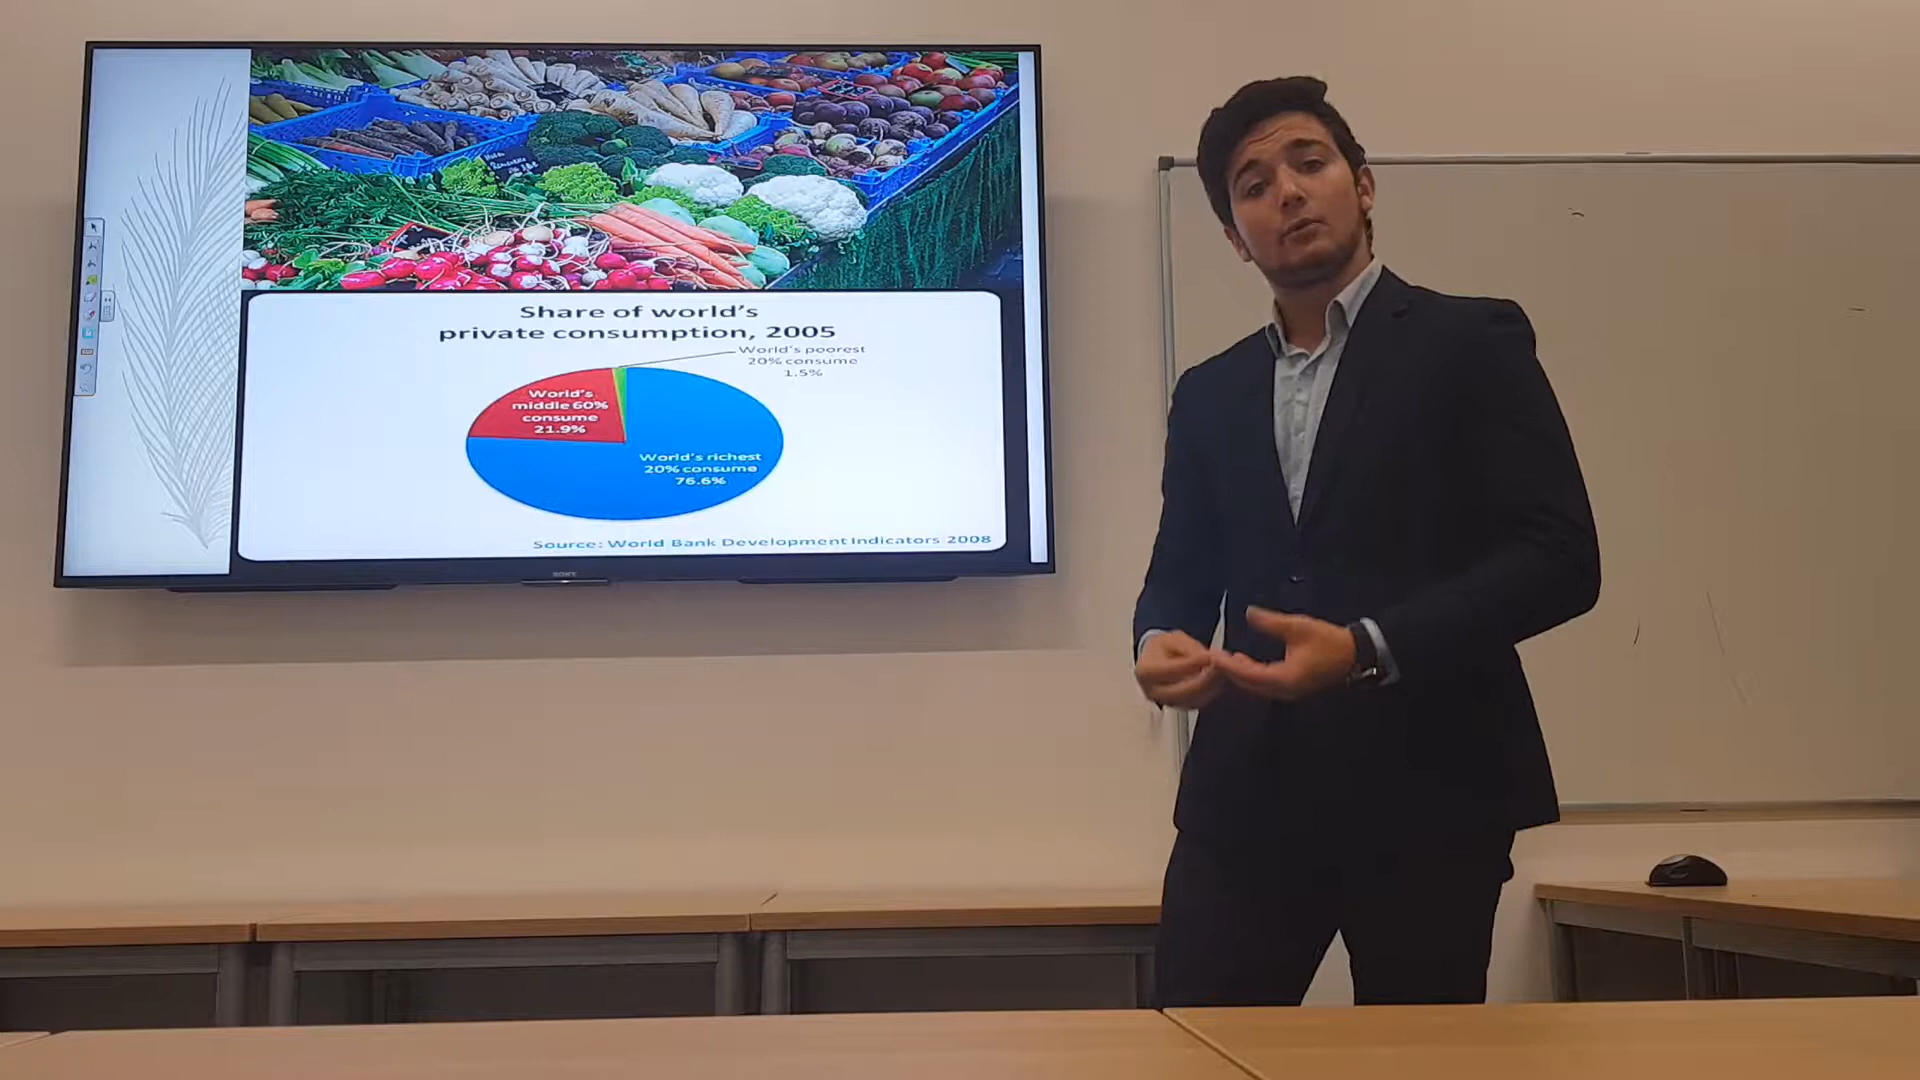 Share of world's
private consumption, 2005
World's poorest
20% consume
1.5%
World's
middle 60%
consume
21.9%
World's richest
20% consume
76.6%
Source: World Bank Development Indicators 2008
SONY